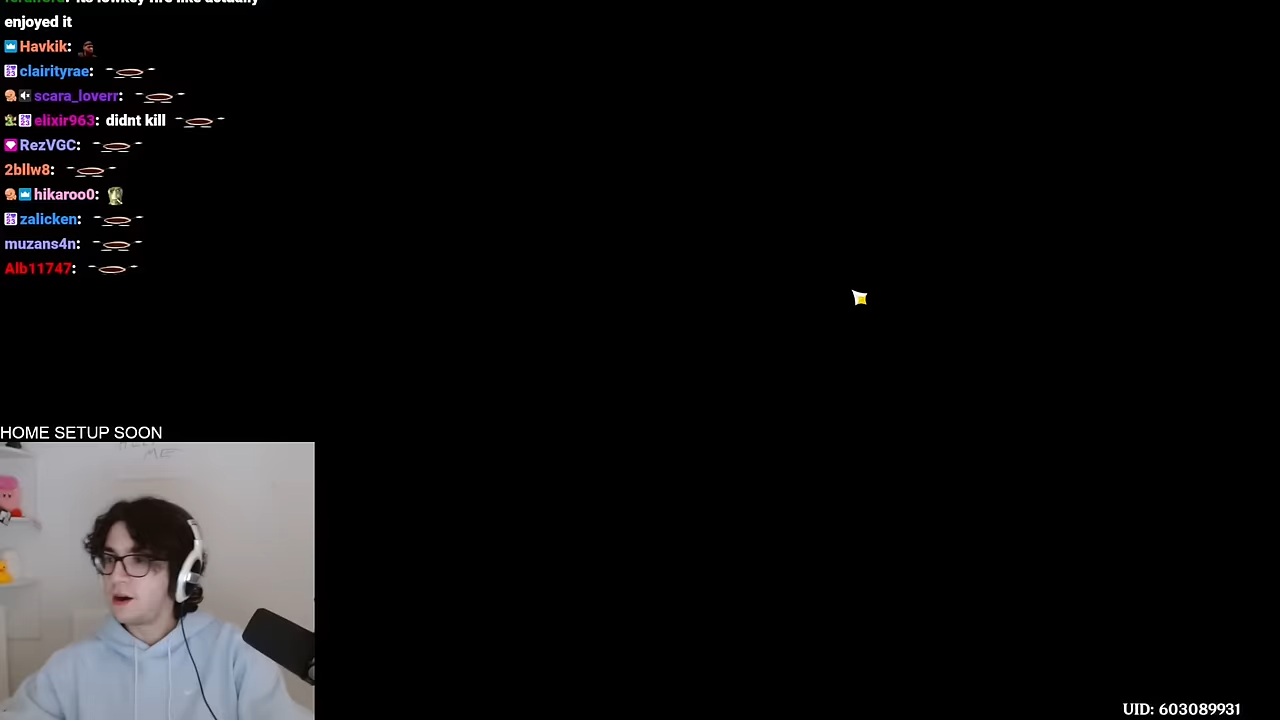 enjoyed it
Havkik:
clairityrae:
scara_loverr:
elixir963: didnt kill
RezVGC:
2bllw8:
hikaroo0:
zalicken:
muzans4n:
Alb11747:
HOME SETUP SOON
ME
UID: 603089931